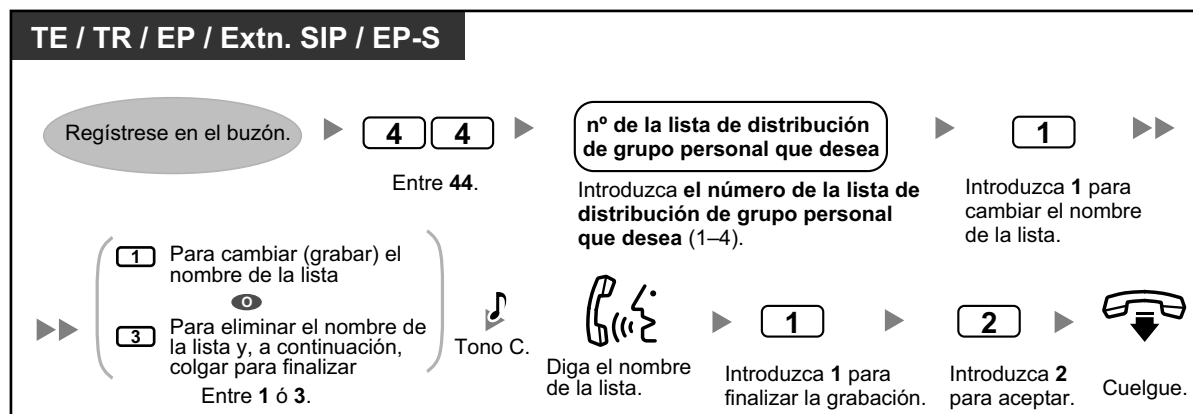 TE / TR / EP / Extn. SIP / EP-S
Regístrese en el buzón.
4 4
Entre 44.
nº de la lista de distribución
de grupo personal que desea
Introduzca el número de la lista de
distribución de grupo personal
que desea (1–4).
1
Introduzca 1 para
cambiar el nombre
de la lista.
1 Para cambiar (grabar) el
nombre de la lista
O
3 Para eliminar el nombre de
la lista y, a continuación,
colgar para finalizar
Entre 1 ó 3.
Tono C.
Diga el nombre
de la lista.
1
Introduzca 1 para
finalizar la grabación.
2
Introduzca 2
para aceptar.
Cuelgue.